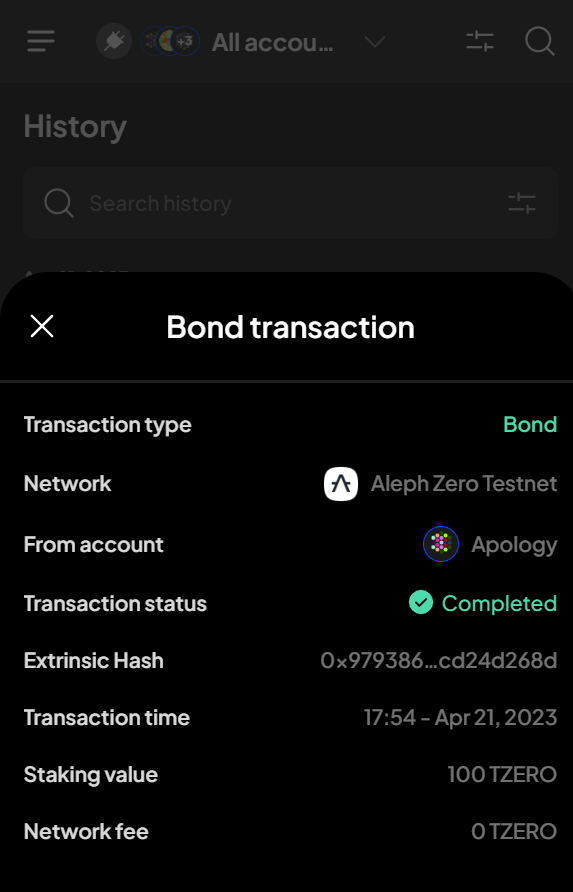 +3 All accou...
History
Search history
Bond transaction
Transaction type Bond
Network Aleph Zero Testnet
From account Apology
Transaction status Completed
Extrinsic Hash 0x979386...cd24d268d
Transaction time 17:54 - Apr 21, 2023
Staking value 100 TZERO
Network fee 0 TZERO